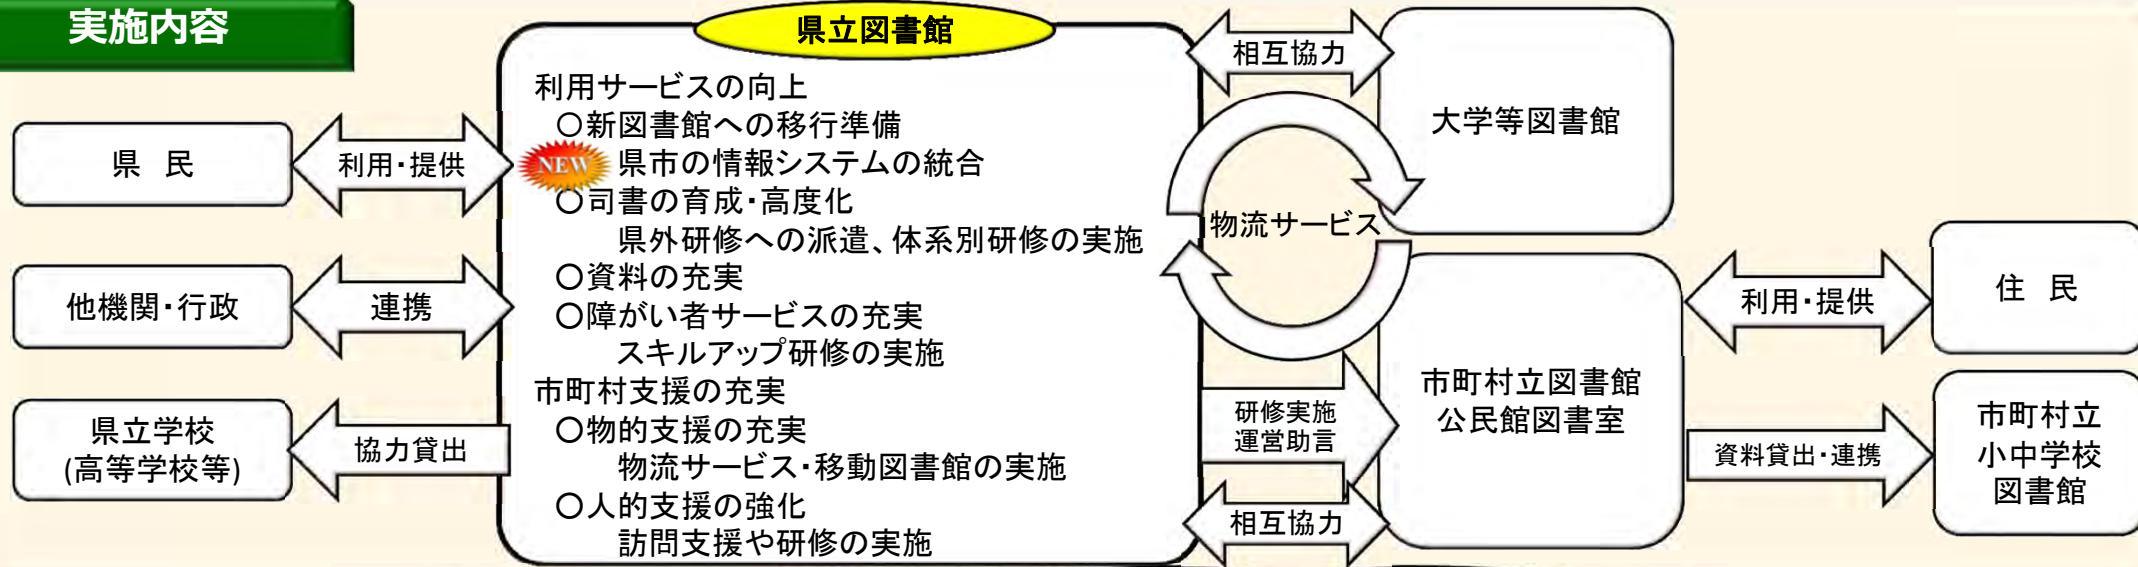 実施内容
県立図書館
利用サービスの向上
○新図書館への移行準備
NEW 県市の情報システムの統合
○司書の育成・高度化
県外研修への派遣、体系別研修の実施
○資料の充実
○障がい者サービスの充実
スキルアップ研修の実施
市町村支援の充実
○物的支援の充実
物流サービス・移動図書館の実施
○人的支援の強化
訪問支援や研修の実施
県 民
利用・提供
他機関・行政
連携
県立学校
(高等学校等)
協力貸出
相互協力
大学等図書館
物流サービス
研修実施
運営助言
相互協力
市町村立図書館
公民館図書室
利用・提供
住 民
資料貸出・連携
市町村立
小中学校
図書館